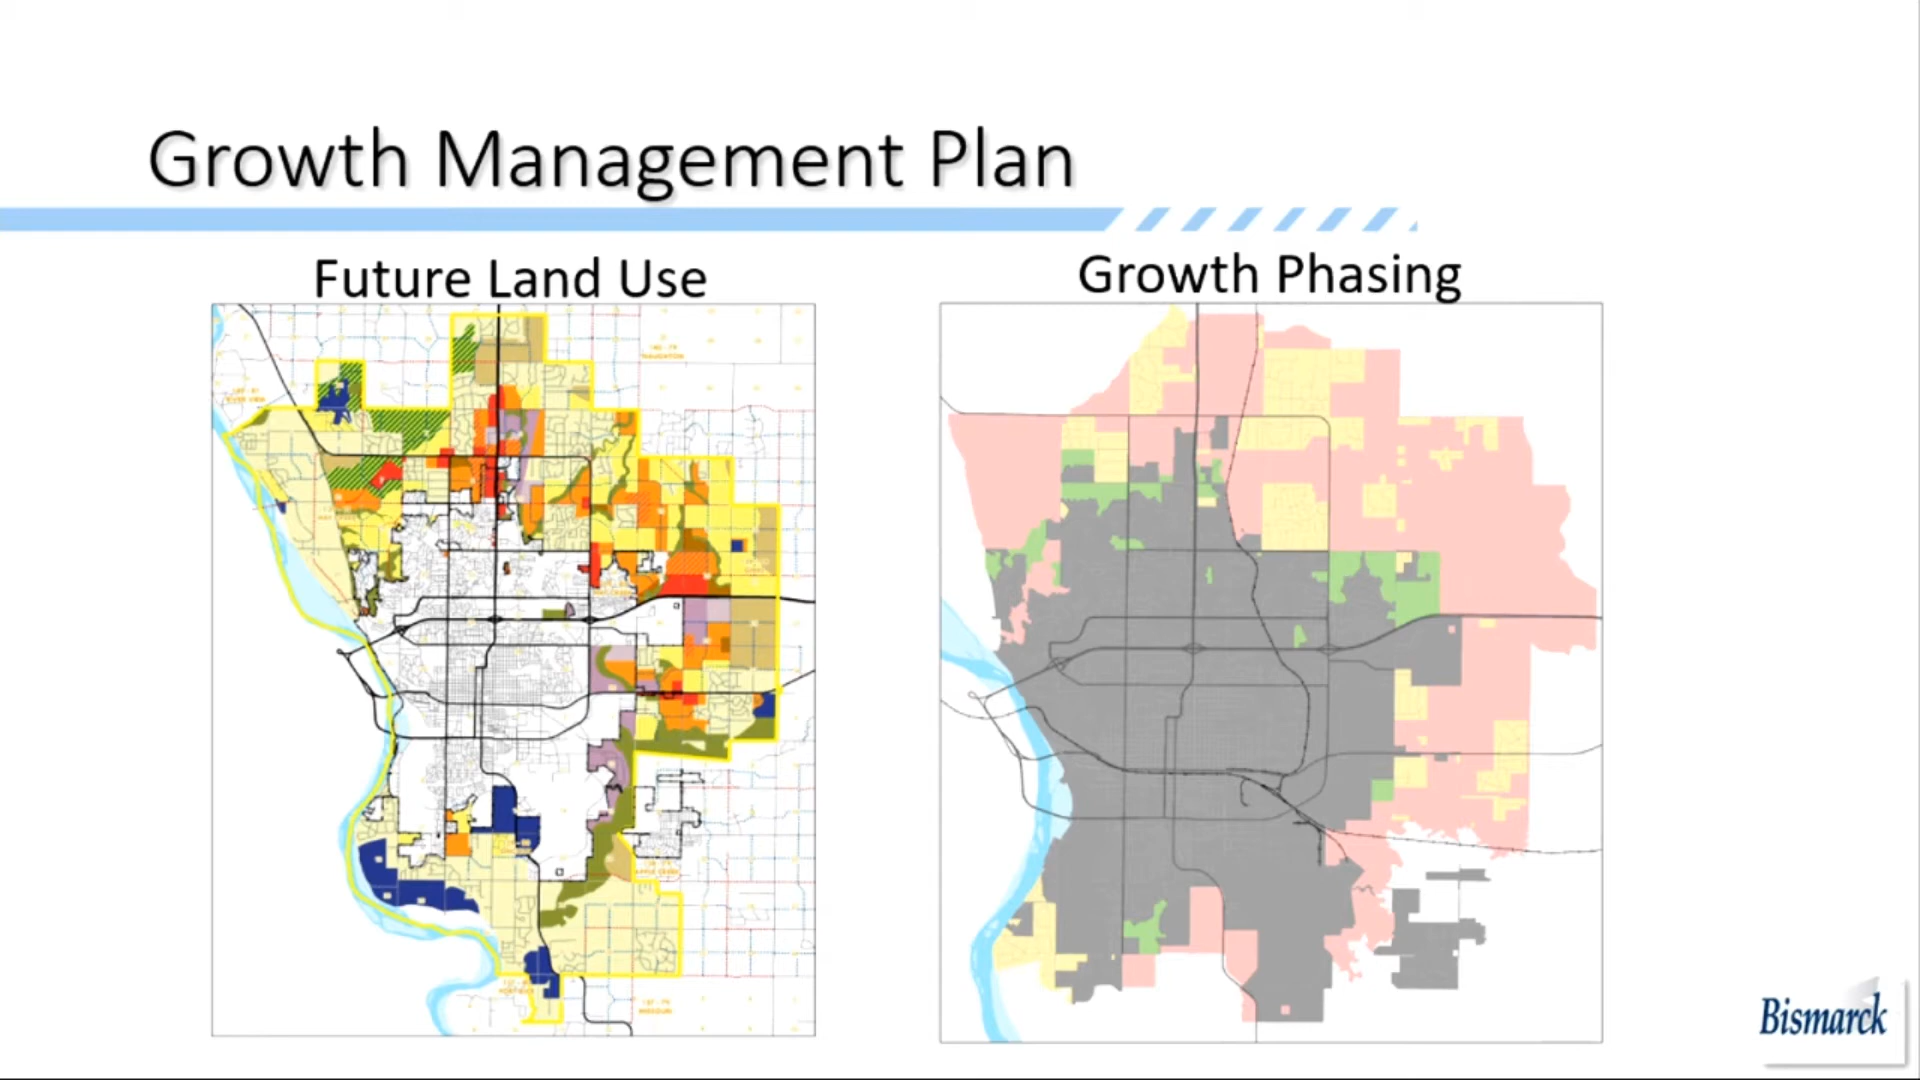 Growth Management Plan
Future Land Use
Growth Phasing
Bismarck